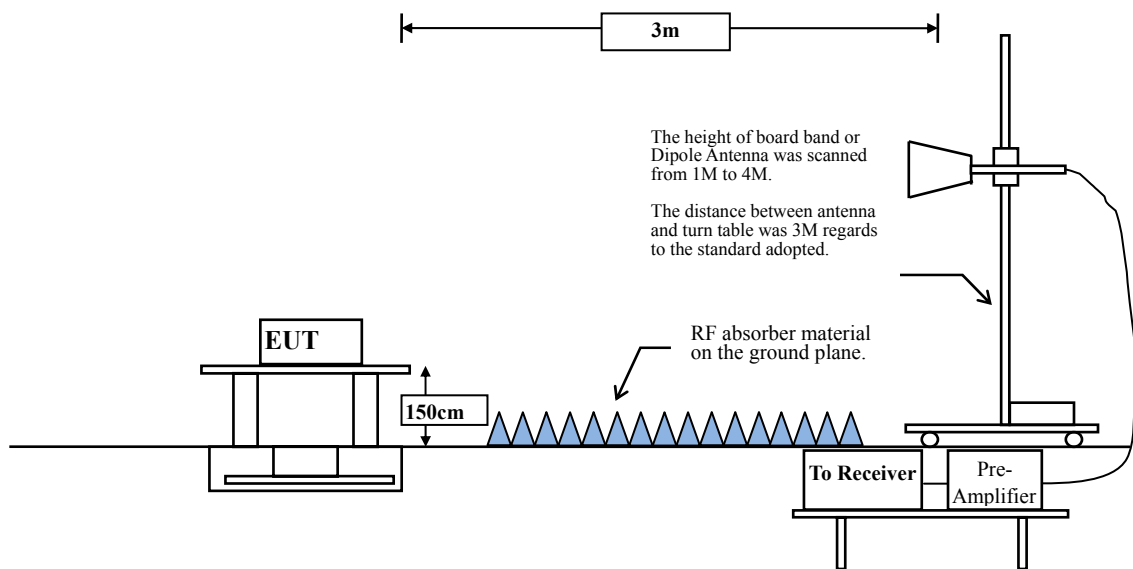 3m
The height of board band or
Dipole Antenna was scanned
from 1M to 4M.
The distance between antenna
and turn table was 3M regards
to the standard adopted.
EUT
RF absorber material
on the ground plane.
150cm
To Receiver
Pre-
Amplifier